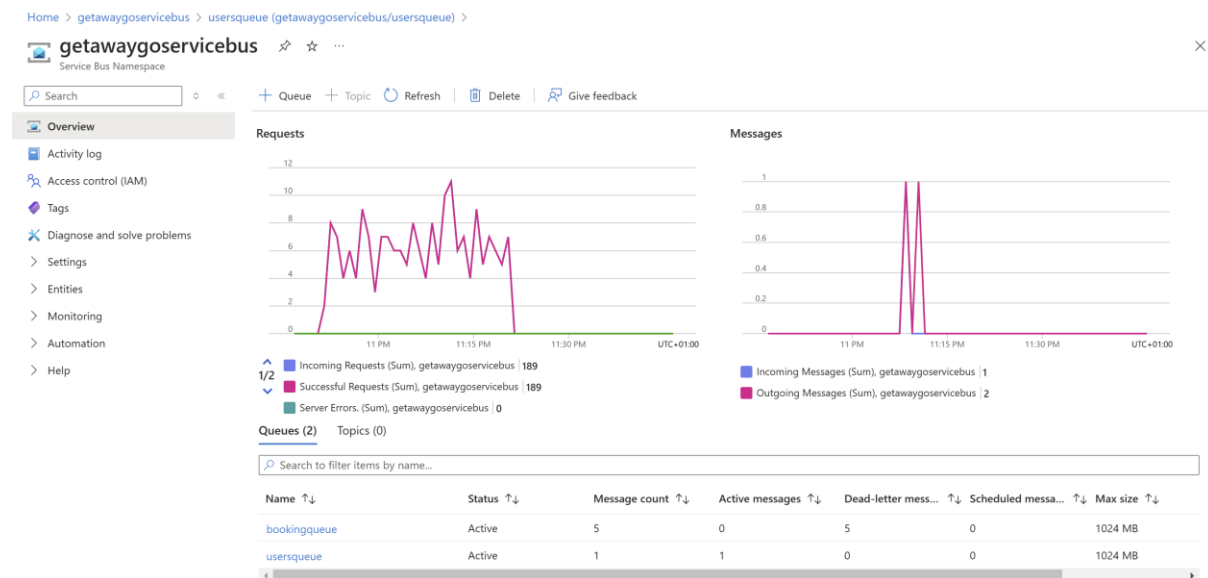 Home > getawaygoservicebus > usersqueue (getawaygoservicebus/usersqueue) >
getawaygoservicebus
Service Bus Namespace
Search
Overview
Activity log
Access control (IAM)
Tags
Diagnose and solve problems
Settings
Entities
Monitoring
Automation
Help
Queue Topic Refresh Delete Give feedback
Requests
12
10
8
6
4
2
0
11 PM 11:15 PM 11:30 PM UTC+01:00
1/2
Incoming Requests (Sum), getawaygoservicebus 189
Successful Requests (Sum), getawaygoservicebus 189
Server Errors. (Sum), getawaygoservicebus 0
Messages
1
0.8
0.6
0.4
0.2
0
11 PM 11:15 PM 11:30 PM UTC+01:00
Incoming Messages (Sum), getawaygoservicebus 1
Outgoing Messages (Sum), getawaygoservicebus 2
Queues (2) Topics (0)
Search to filter items by name...
Name Status Message count Active messages Dead-letter mess... Scheduled messa... Max size
bookingqueue Active 5 0 5 0 1024 MB
usersqueue Active 1 1 0 0 1024 MB